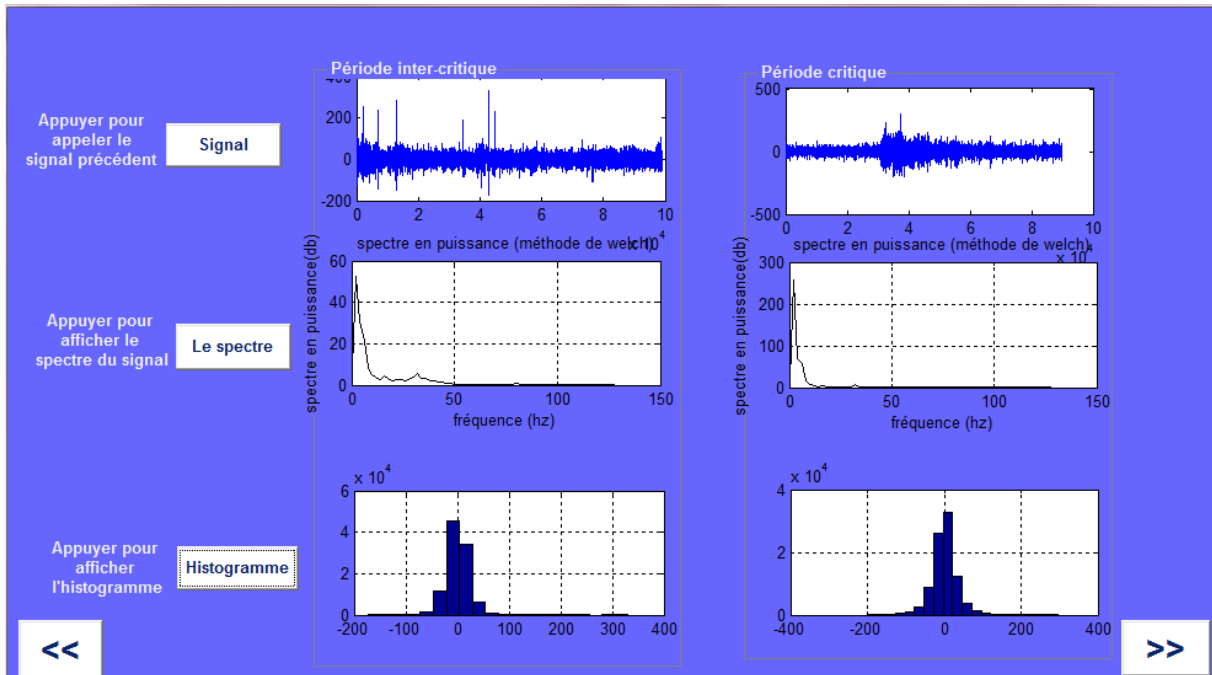 Période inter-critique
Période critique
Appuyer pour
appeler le
signal précédent
Signal
400
200
0
-200
0 2 4 6 8 10
x 10^4
500
0
-500
0 2 4 6 8 10
x 10^4
Appuyer pour
afficher le
spectre du signal
Le spectre
spectre en puissance (méthode de welch)
spectre en puissance(db)
60
40
20
0
0 50 100 150
fréquence (hz)
spectre en puissance (méthode de welch)
spectre en puissance(db)
300
200
100
0
0 50 100 150
fréquence (hz)
Appuyer pour
afficher
l'histogramme
Histogramme
x 10^4
6
4
2
0
-200 -100 0 100 200 300 400
x 10^4
4
2
0
-400 -200 0 200 400
<<
>>